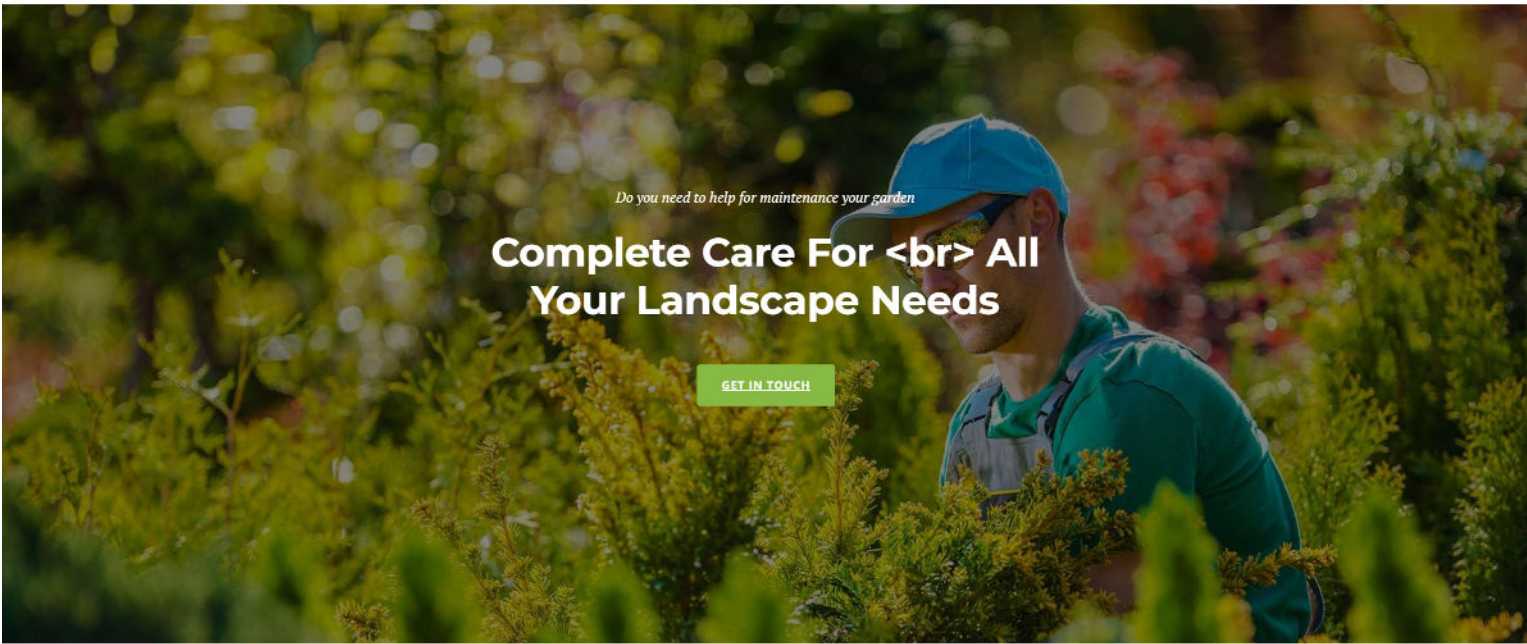 Do you need to help for maintenance your garden
Complete Care For <br> All
Your Landscape Needs
GET IN TOUCH